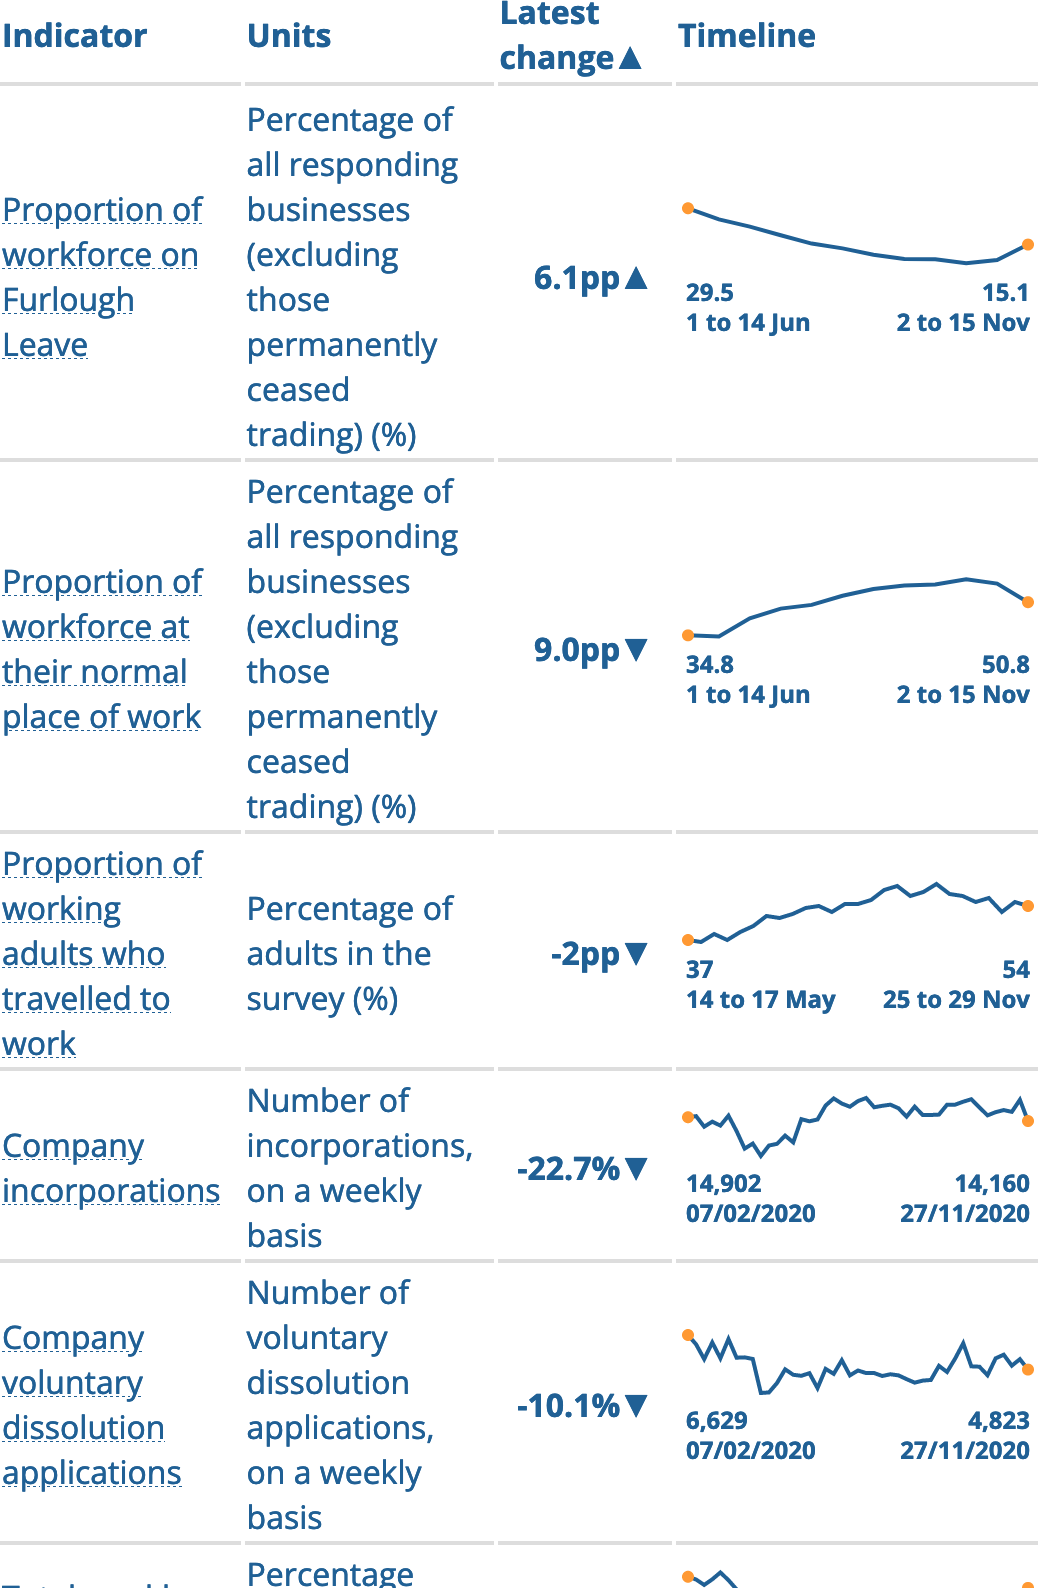 Indicator
Units
Latest
change▲
Timeline
Proportion of
workforce on
Furlough
Leave
Percentage of
all responding
businesses
(excluding
those
permanently
ceased
trading) (%)
6.1pp▲
29.5
15.1
1 to 14 Jun
2 to 15 Nov
Proportion of
workforce at
their normal
place of work
Percentage of
all responding
businesses
(excluding
those
permanently
ceased
trading) (%)
9.0pp▼
34.8
50.8
1 to 14 Jun
2 to 15 Nov
Proportion of
working
adults who
travelled to
work
Percentage of
adults in the
survey (%)
-2pp▼
37
54
14 to 17 May
25 to 29 Nov
Company
incorporations
Number of
incorporations,
on a weekly
basis
-22.7%▼
14,902
14,160
07/02/2020
27/11/2020
Company
voluntary
dissolution
applications
Number of
voluntary
dissolution
applications,
on a weekly
basis
-10.1%▼
6,629
4,823
07/02/2020
27/11/2020
Percentage